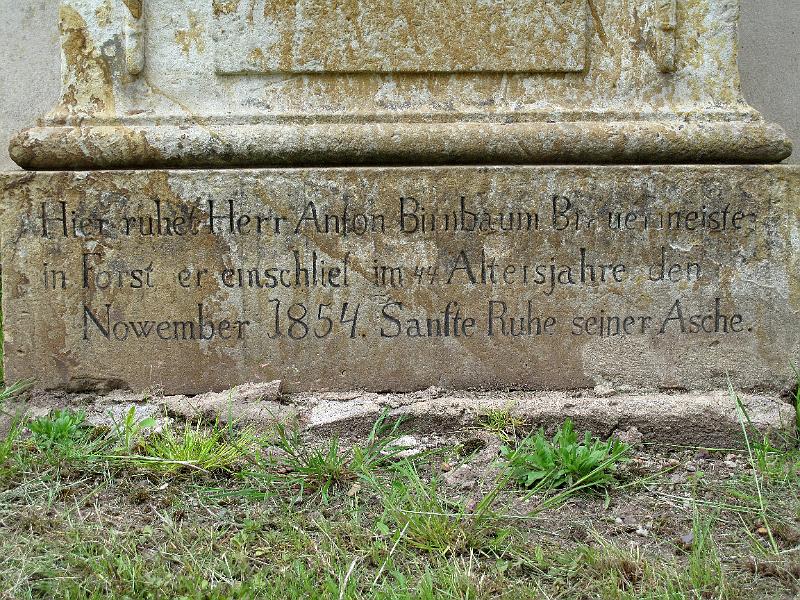 Hier ruhet Herr Anton Birnbaum Brauermeister
in Forst er einschlief im 44 Altersjahre den
Nowember 1854. Sanfte Ruhe seiner Asche.